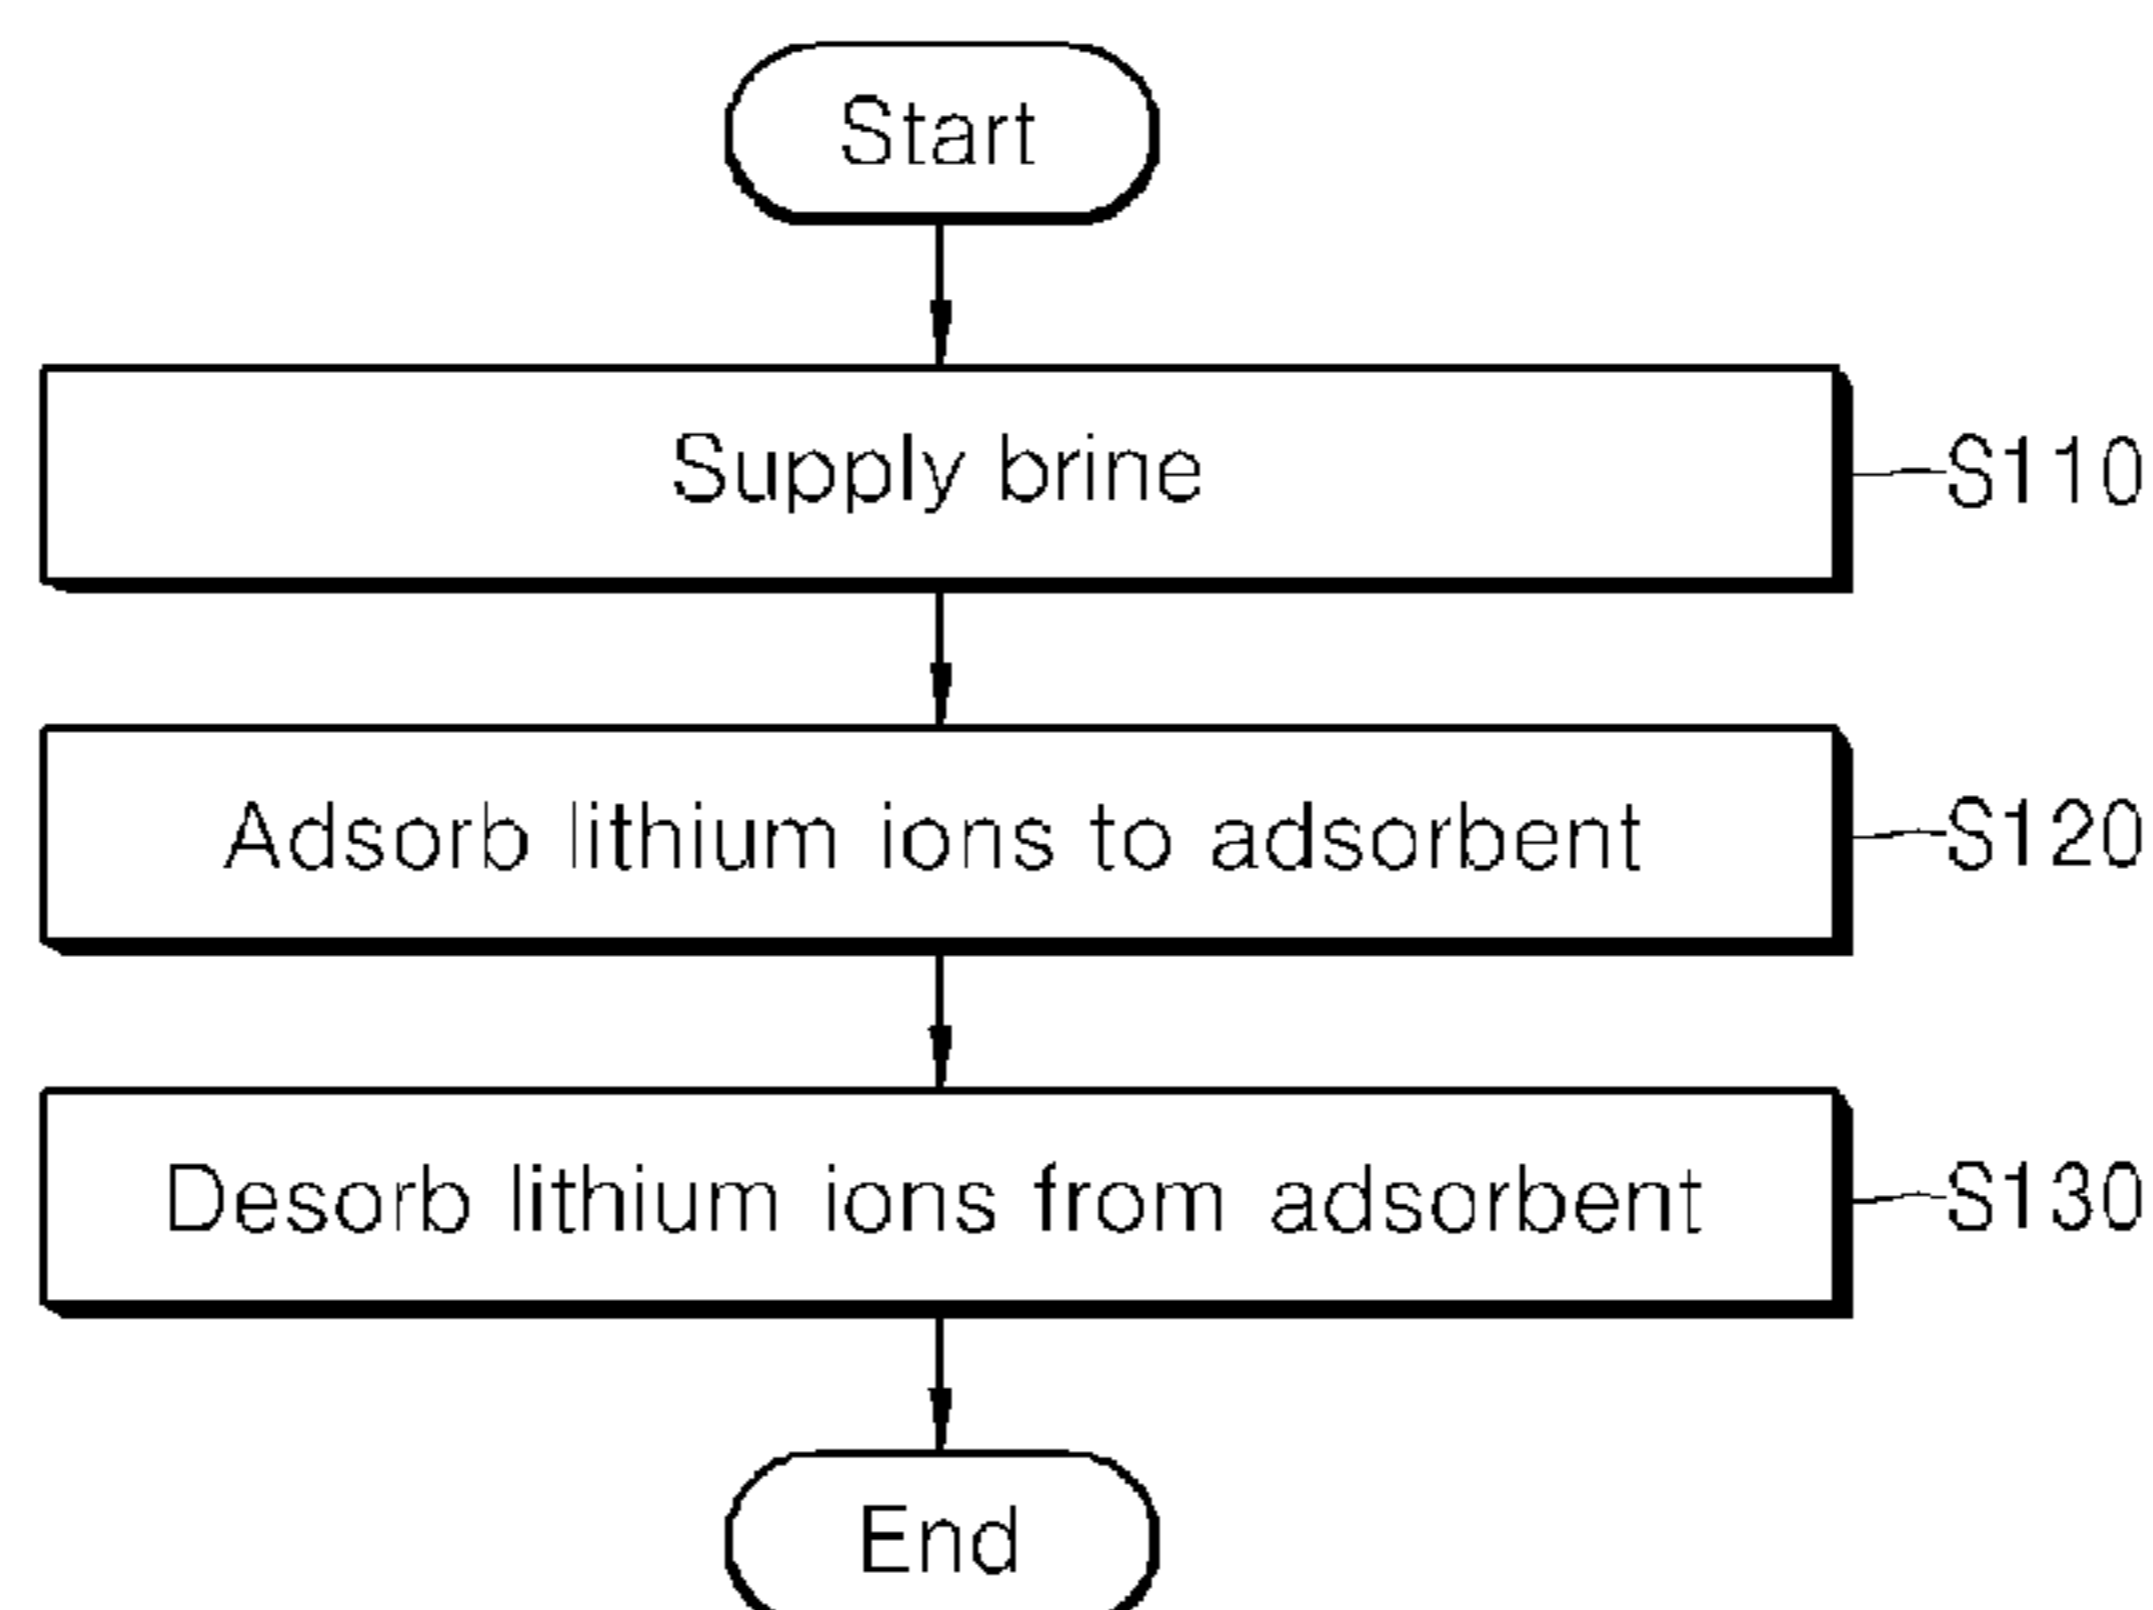 Start
Supply brine
S110
Adsorb lithium ions to adsorbent
S120
Desorb lithium ions from adsorbent
S130
End